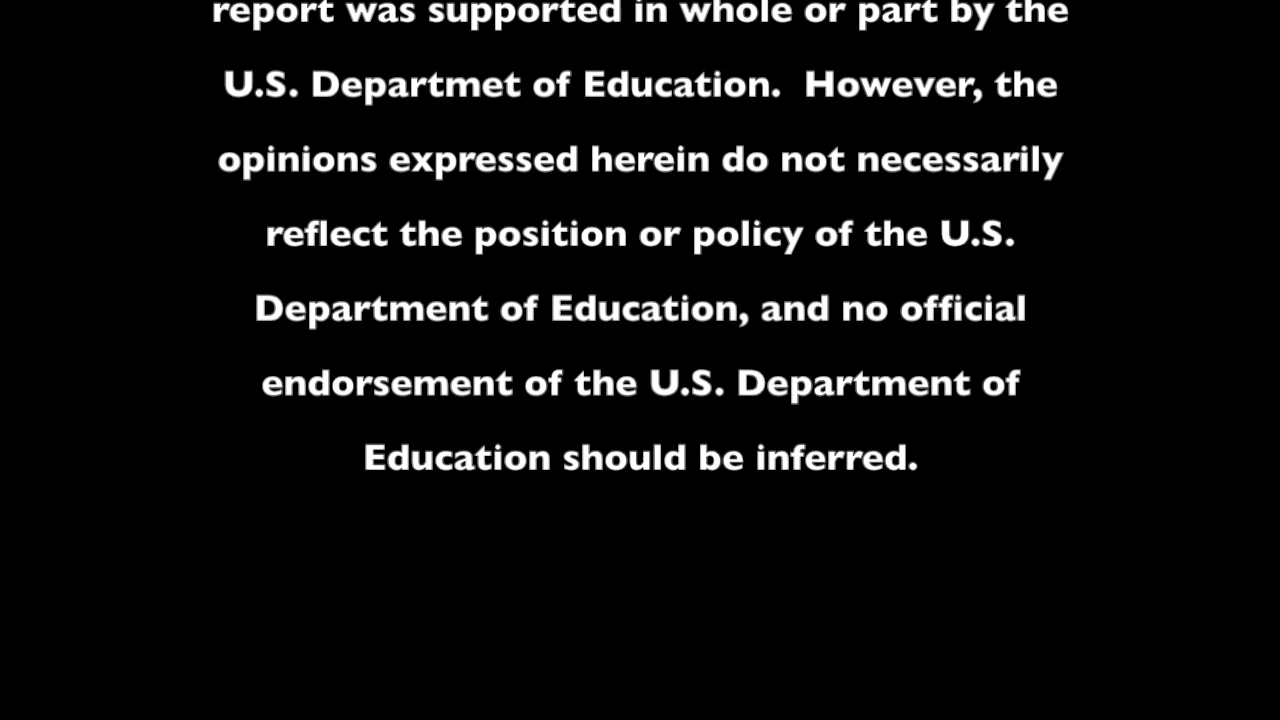 report was supported in whole or part by the
U.S. Departmet of Education.  However, the
opinions expressed herein do not necessarily
reflect the position or policy of the U.S.
Department of Education, and no official
endorsement of the U.S. Department of
Education should be inferred.